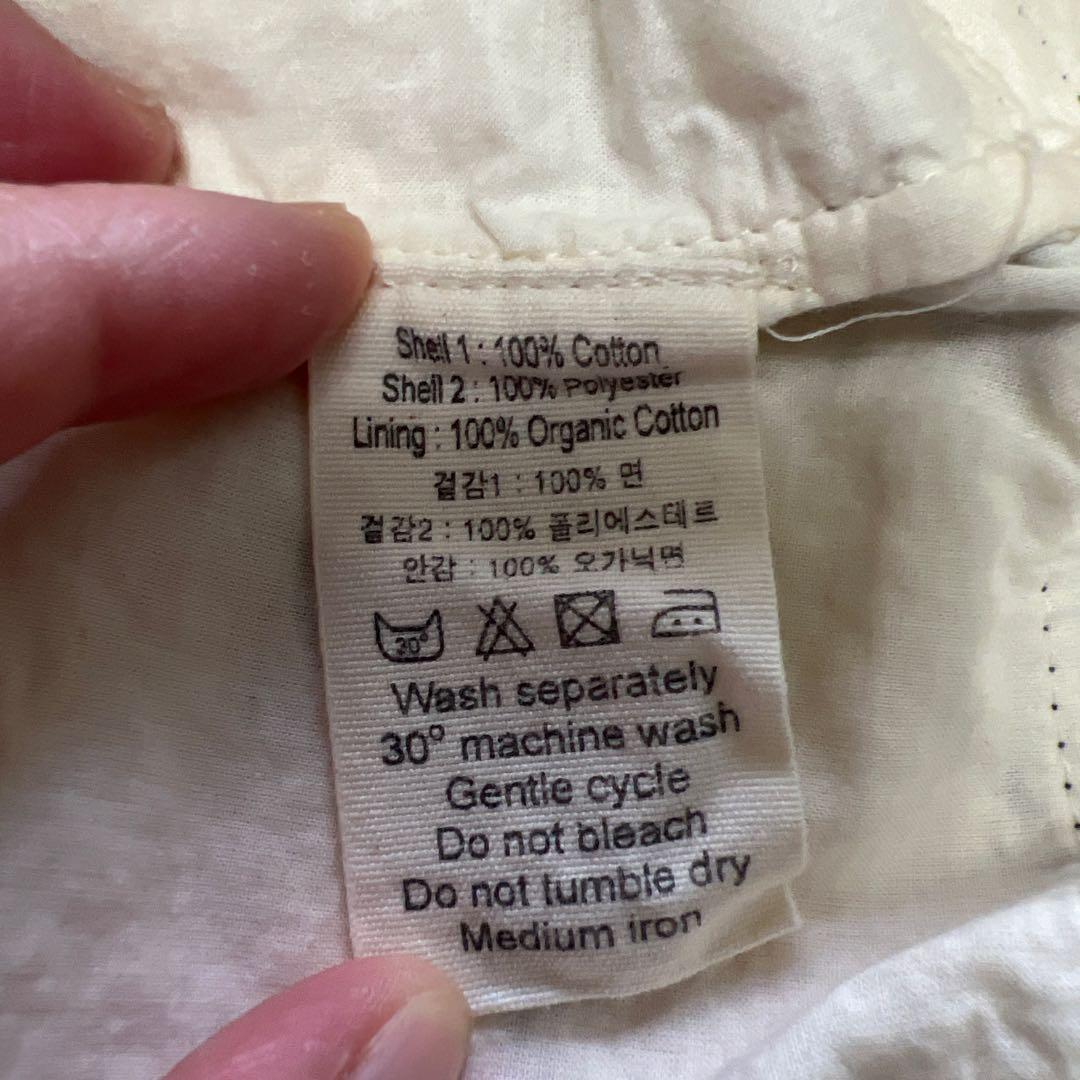 Shell 1 : 100% Cotton
Shell 2 : 100% Polyester
Lining : 100% Organic Cotton
겉감1 : 100% 면
겉감2 : 100% 폴리에스테르
안감 : 100% 오가닉면
30°
Wash separately
30° machine wash
Gentle cycle
Do not bleach
Do not tumble dry
Medium iron